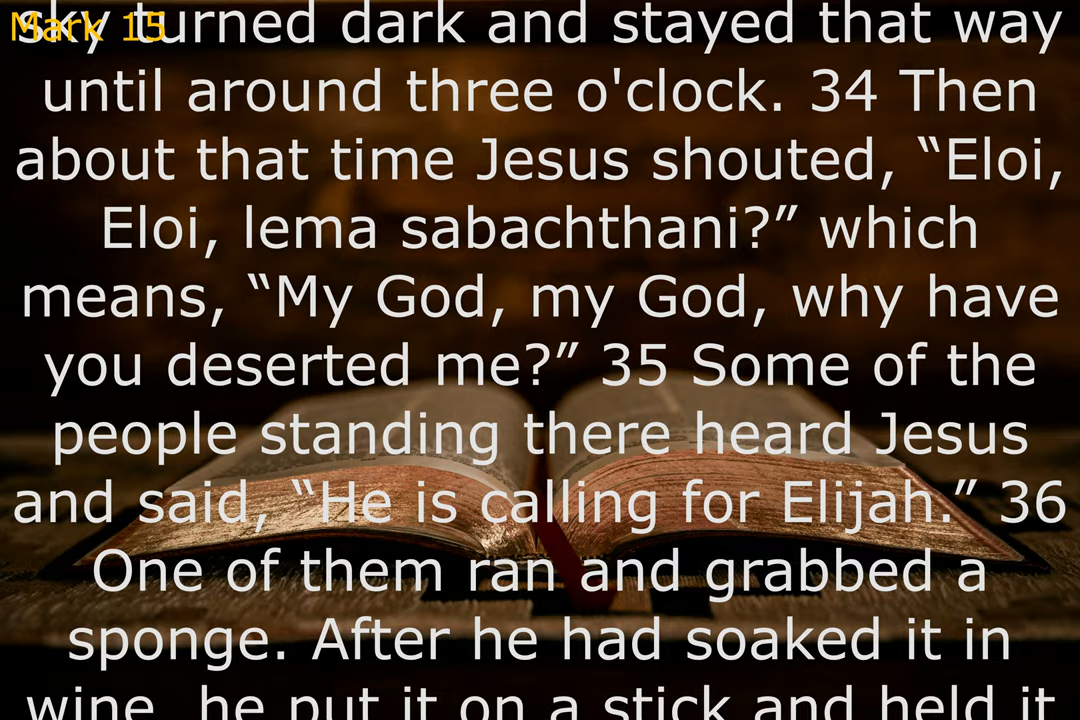 Mark 15
sky turned dark and stayed that way
until around three o'clock. 34 Then
about that time Jesus shouted, “Eloi,
Eloi, lema sabachthani?” which
means, “My God, my God, why have
you deserted me?” 35 Some of the
people standing there heard Jesus
and said, “He is calling for Elijah.” 36
One of them ran and grabbed a
sponge. After he had soaked it in
wine, he put it on a stick and held it